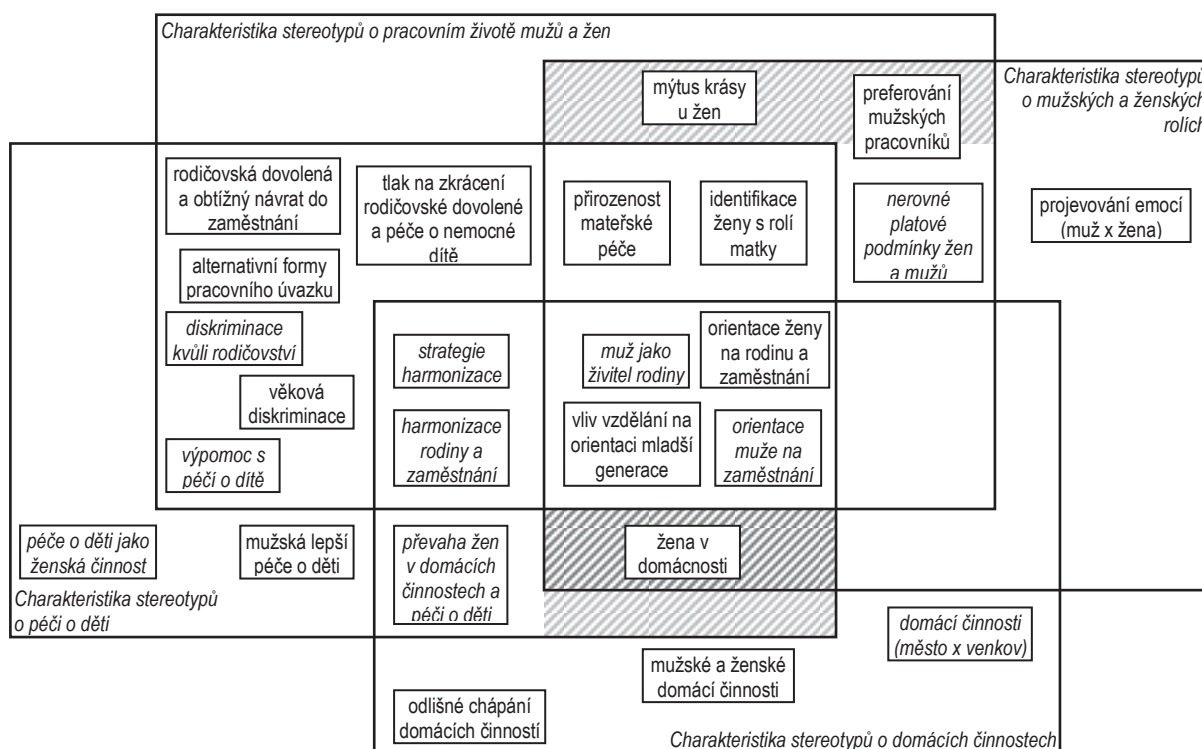 Charakteristika stereotypů o pracovním životě mužů a žen
mýtus krásy
u žen
preferování
mužských
pracovníků
Charakteristika stereotypů
o mužských a ženských
rolích
rodičovská dovolená
a obtížný návrat do
zaměstnání
tlak na zkrácení
rodičovské dovolené
a péče o nemocné
dítě
přirozenost
mateřské
péče
identifikace
ženy s rolí
matky
nerovné
platové
podmínky žen
a mužů
projevování emocí
(muž x žena)
alternativní formy
pracovního úvazku
diskriminace
kvůli rodičovství
strategie
harmonizace
muž jako
živitel rodiny
orientace ženy
na rodinu a
zaměstnání
věková
diskriminace
harmonizace
rodiny a
zaměstnání
vliv vzdělání na
orientaci mladší
generace
orientace
muže na
zaměstnání
výpomoc s
péčí o dítě
péče o děti jako
ženská činnost
mužská lepší
péče o děti
převaha žen
v domácích
činnostech a
péči o děti
žena v
domácnosti
Charakteristika stereotypů
o péči o děti
domácí činnosti
(město x venkov)
mužské a ženské
domácí činnosti
odlišné chápání
domácích činností
Charakteristika stereotypů o domácích činnostech